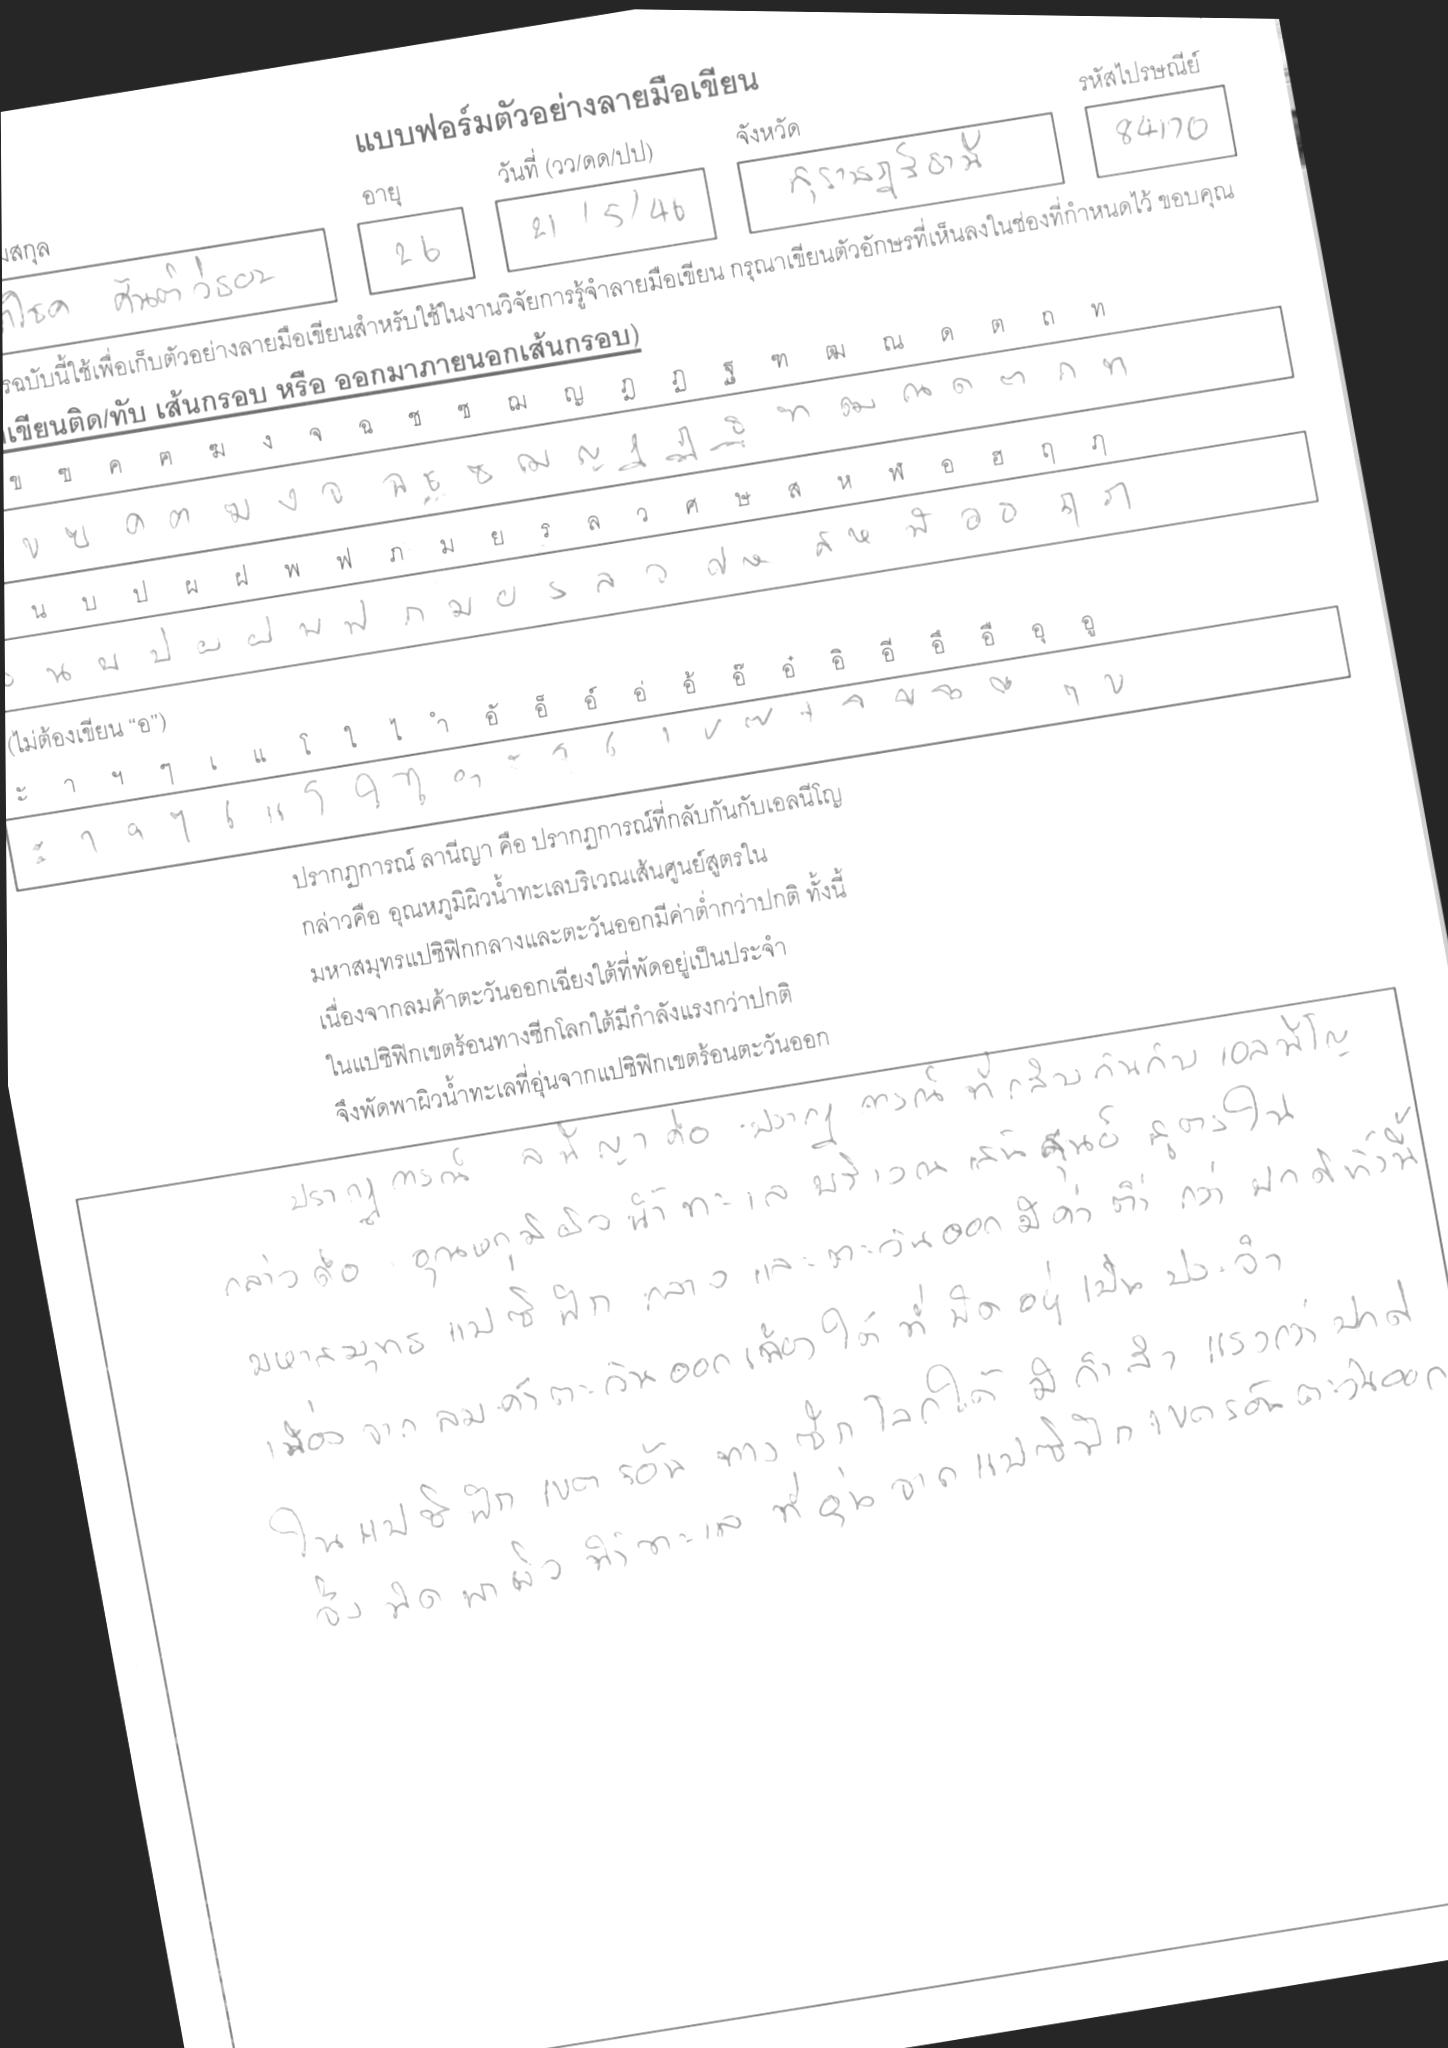 แบบฟอร์มตัวอย่างลายมือเขียน
อายุ วันที่ (วว/ดด/ปป) จังหวัด รหัสไปรษณีย์
26 21/5/46 สุราษฎร์ธานี 84170
รฉบับนี้ใช้เพื่อเก็บตัวอย่างลายมือเขียนสำหรับใช้ในงานวิจัยการรู้จำลายมือเขียน กรุณาเขียนตัวอักษรที่เห็นลงในช่องที่กำหนดไว้ ขอบคุณ
เขียนติด/ทับ เส้นกรอบ หรือ ออกมาภายนอกเส้นกรอบ)
ข ฃ ค ฅ ฆ ง จ ฉ ช ซ ฌ ญ ฎ ฏ ฐ ฑ ฒ ณ ด ต ถ ท
ข ฃ ค ฅ ฆ ง จ ฉ ซ ฌ ญ ฎ ฏ ฐ ฑ ฒ ณ ด ต ถ ท
น บ ป ผ ฝ พ ฟ ภ ม ย ร ล ว ศ ษ ส ห ฬ อ ฮ ฤ ฦ
น บ ป ผ ฝ พ ฟ ภ ม ย ร ล ว ส ห ฬ อ ฮ ฤ ฦ
(ไม่ต้องเขียน "อ")
ะ า ฯ ๆ เ แ โ ใ ไ ำ อั อ็ อ์ อ่ อ้ อ๊ อ๋ อิ อี อึ อื อุ อู
ะ า ฯ ๆ เ แ โ ใ ไ ำ
ปรากฏการณ์ ลานีญา คือ ปรากฏการณ์ที่กลับกันกับเอลนีโญ
กล่าวคือ อุณหภูมิผิวน้ำทะเลบริเวณเส้นศูนย์สูตรใน
มหาสมุทรแปซิฟิกกลางและตะวันออกมีค่าต่ำกว่าปกติ ทั้งนี้
เนื่องจากลมค้าตะวันออกเฉียงใต้ที่พัดอยู่เป็นประจำ
ในแปซิฟิกเขตร้อนทางซีกโลกใต้มีกำลังแรงกว่าปกติ
จึงพัดพาผิวน้ำทะเลที่อุ่นจากแปซิฟิกเขตร้อนตะวันออก
ปรากฏการณ์ ลนีญา คือ ปรากฏ การณ์ ที่กลับกันกับ เอลนีโญ
กล่าวคือ อุณหภูมิผิวน้ำทะเล บริเวณ เส้นศูนย์ สูตรใน
มหาสมุทร แปซิฟิก กลาง และตะวันออกมีค่าต่ำ กว่า ปกติทั้งนี้
เนื่อง จาก ลมค้าตะวันออกเฉียงใต้ ที่ พัด อยู่ เป็น ประจำ
ในแปซิฟิก เขต ร้อน ทาง ซีก โลกใต้ มี กำลัง แรงกว่า ปกติ
จึง พัด พาผิว น้ำทะเล ที่ อุ่น จาก แปซิฟิก เขตร้อนตะวันออก